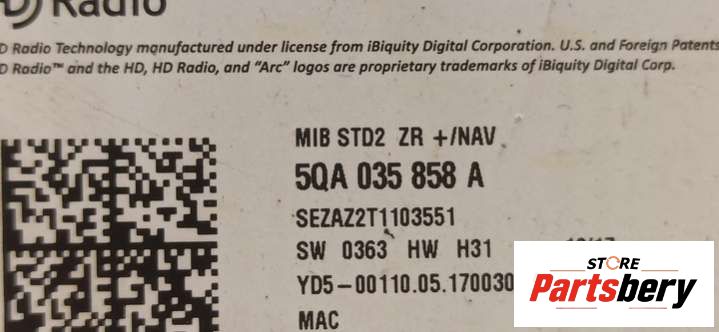 Radio
D Radio Technology manufactured under license from iBiquity Digital Corporation. U.S. and Foreign Patents
D Radio™ and the HD, HD Radio, and “Arc” logos are proprietary trademarks of iBiquity Digital Corp.
MIB STD2 ZR +/NAV
5QA 035 858 A
SEZAZ2T1103551
SW 0363 HW H31
YD5-00110.05.170030
MAC
STORE
Partsbery